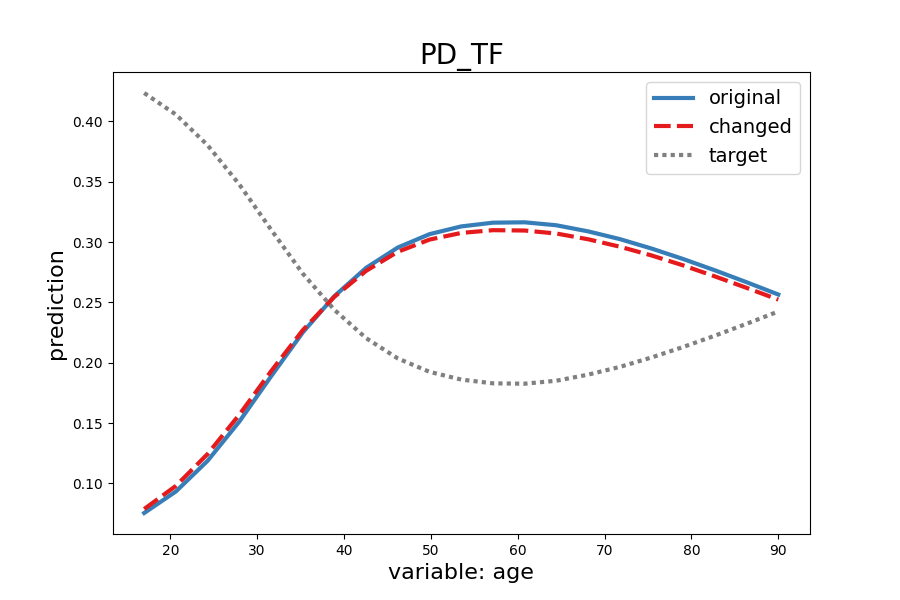 PD_TF
original
changed
target
prediction
0.40
0.35
0.30
0.25
0.20
0.15
0.10
20 30 40 50 60 70 80 90
variable: age